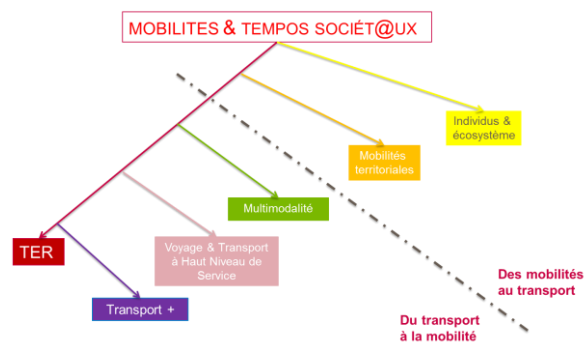 MOBILITES & TEMPOS SOCIÉT@UX
Individus &
écosystème
Mobilités
territoriales
Multimodalité
TER
Voyage & Transport
à Haut Niveau de
Service
Transport +
Des mobilités
au transport
Du transport
à la mobilité